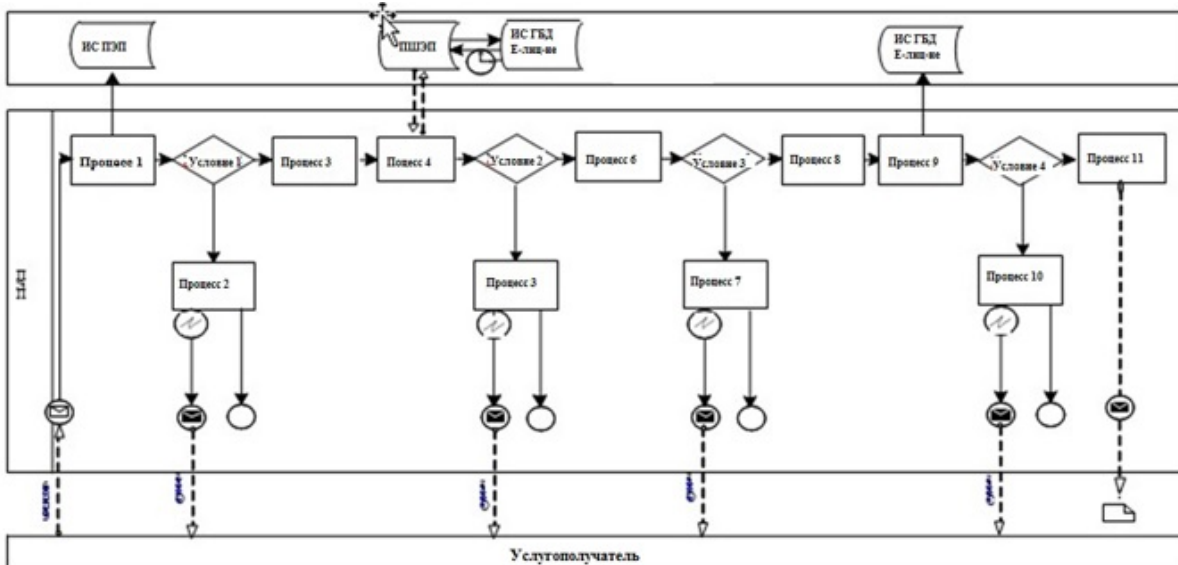 ИС ПЭП
ПШЭП
ИС ГБД
Е-лиц-не
ИС ГБД
Е-лиц-не
Процесс 1
Условие 1
Процесс 3
Поцесс 4
Условие 2
Процесс 6
Условие 3
Процесс 8
Процесс 9
Условие 4
Процесс 11
Процесс 2
Процесс 3
Процесс 7
Процесс 10
Услугополучатель